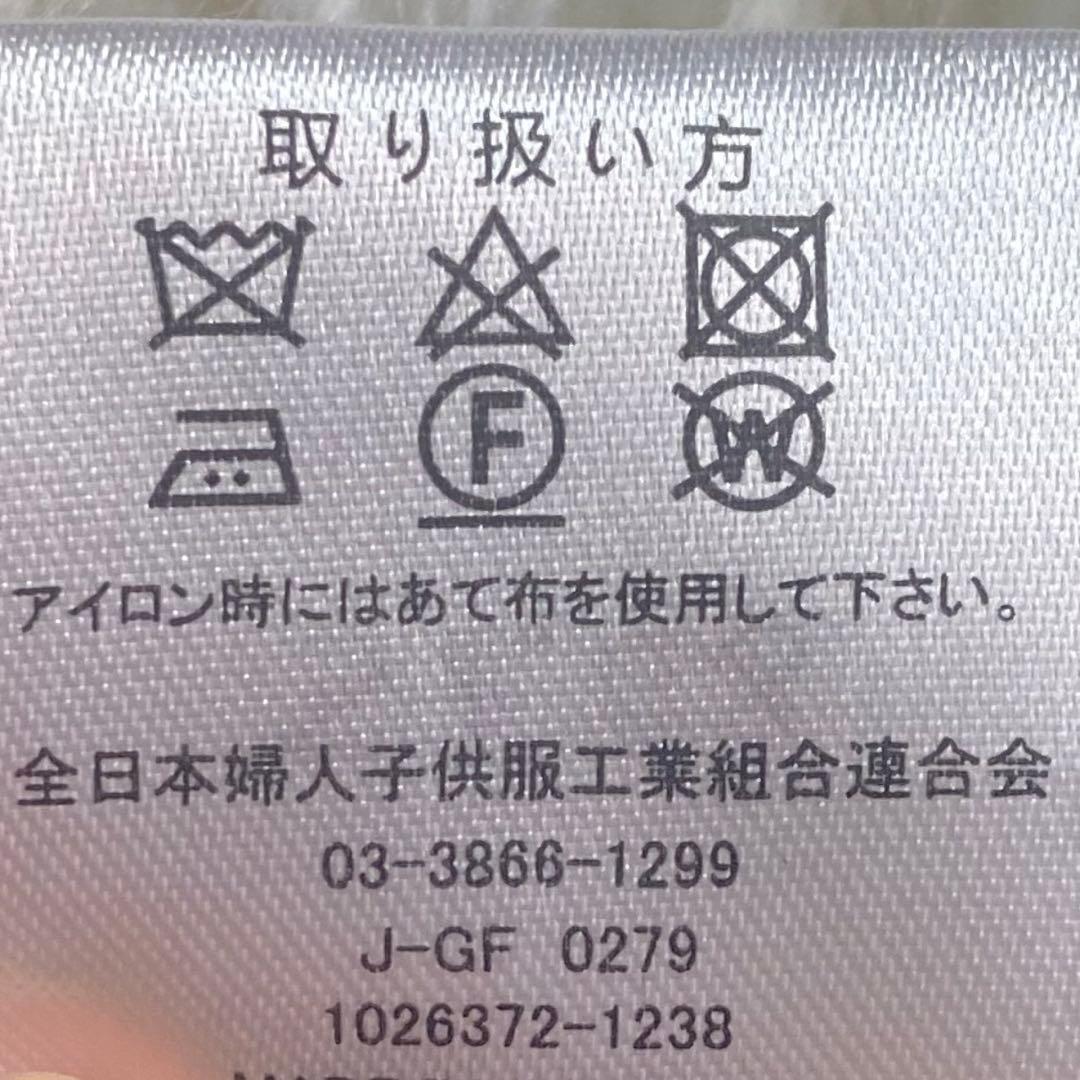 取り扱い方
F W
アイロン時にはあて布を使用して下さい。
全日本婦人子供服工業組合連合会
03-3866-1299
J-GF 0279
1026372-1238